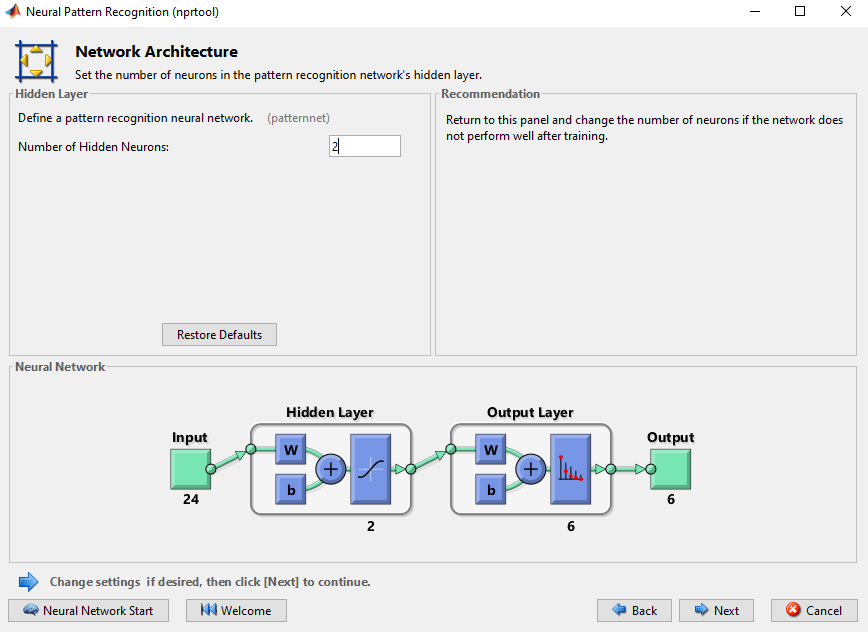 Neural Pattern Recognition (nprtool)
Network Architecture
Set the number of neurons in the pattern recognition network's hidden layer.
Hidden Layer
Define a pattern recognition neural network. (patternnet)
Number of Hidden Neurons: 2
Restore Defaults
Recommendation
Return to this panel and change the number of neurons if the network does
not perform well after training.
Neural Network
Hidden Layer Output Layer
Input Output
W W
b b
24 6
2 6
Change settings if desired, then click [Next] to continue.
Neural Network Start Welcome Back Next Cancel